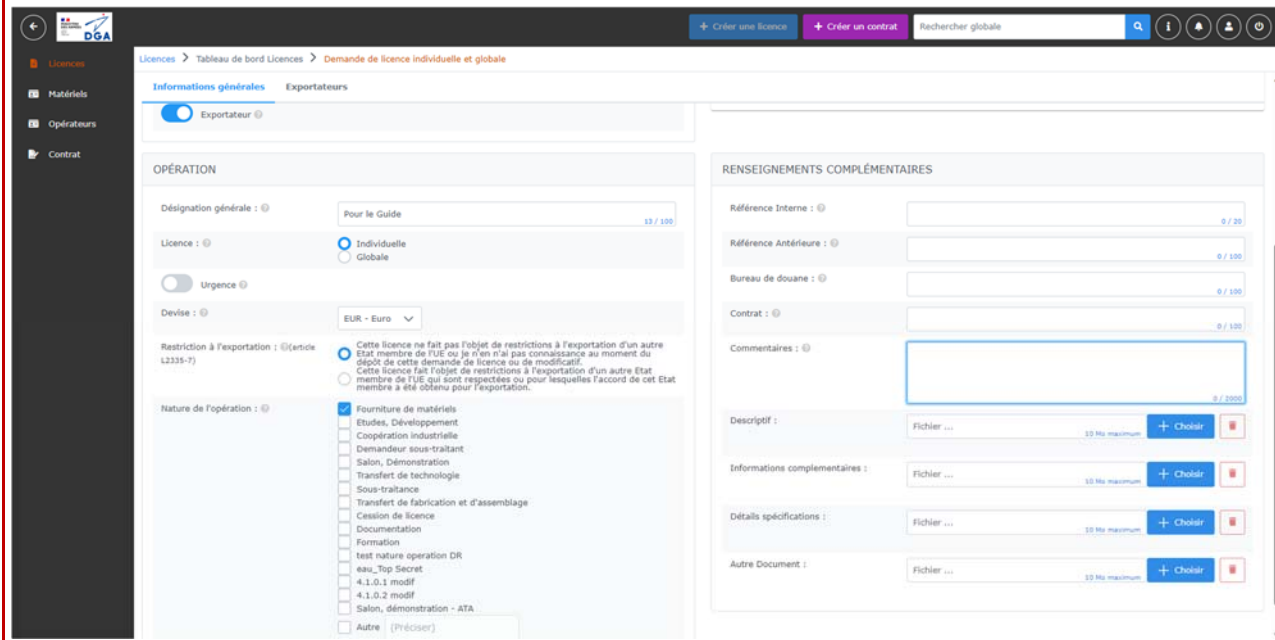 MINISTÈRE
DES ARMÉES
DGA
+ Créer une licence
+ Créer un contrat
Rechercher globale
Licences
Matériels
Opérateurs
Contrat
Licences > Tableau de bord Licences > Demande de licence individuelle et globale
Informations générales
Exportateurs
Exportateur
OPÉRATION
Désignation générale :
Pour le Guide
13 / 100
Licence :
Individuelle
Globale
Urgence
Devise :
EUR - Euro
Restriction à l'exportation : (article
L2335-7)
Cette licence ne fait pas l'objet de restrictions à l'exportation d'un autre
Etat membre de l'UE ou je n'en n'ai pas connaissance au moment du
dépôt de cette demande de licence ou de modificatif.
Cette licence fait l'objet de restrictions à l'exportation d'un autre Etat
membre de l'UE qui sont respectées ou pour lesquelles l'accord de cet Etat
membre a été obtenu pour l'exportation.
Nature de l'opération :
Fourniture de matériels
Etudes, Développement
Coopération industrielle
Demandeur sous-traitant
Salon, Démonstration
Transfert de technologie
Sous-traitance
Transfert de fabrication et d'assemblage
Cession de licence
Documentation
Formation
test nature operation DR
eau_Top Secret
4.1.0.1 modif
4.1.0.2 modif
Salon, démonstration - ATA
Autre (Préciser)
RENSEIGNEMENTS COMPLÉMENTAIRES
Référence Interne :
0 / 20
Référence Antérieure :
0 / 100
Bureau de douane :
0 / 100
Contrat :
0 / 100
Commentaires :
0 / 2000
Descriptif :
Fichier ...
10 Mo maximum
+ Choisir
Informations complementaires :
Fichier ...
10 Mo maximum
+ Choisir
Détails spécifications :
Fichier ...
10 Mo maximum
+ Choisir
Autre Document :
Fichier ...
10 Mo maximum
+ Choisir